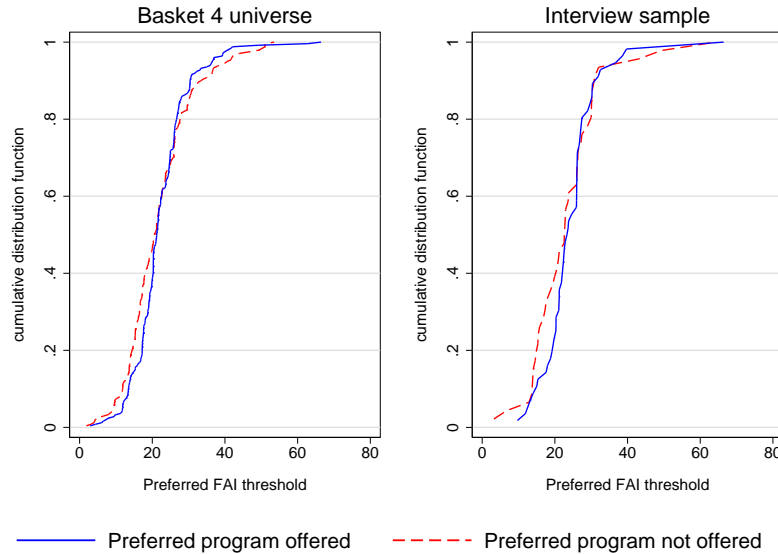 Basket 4 universe
Interview sample
cumulative distribution function
0
.2
.4
.6
.8
1
0 20 40 60 80
Preferred FAI threshold
cumulative distribution function
0
.2
.4
.6
.8
1
0 20 40 60 80
Preferred FAI threshold
Preferred program offered
Preferred program not offered